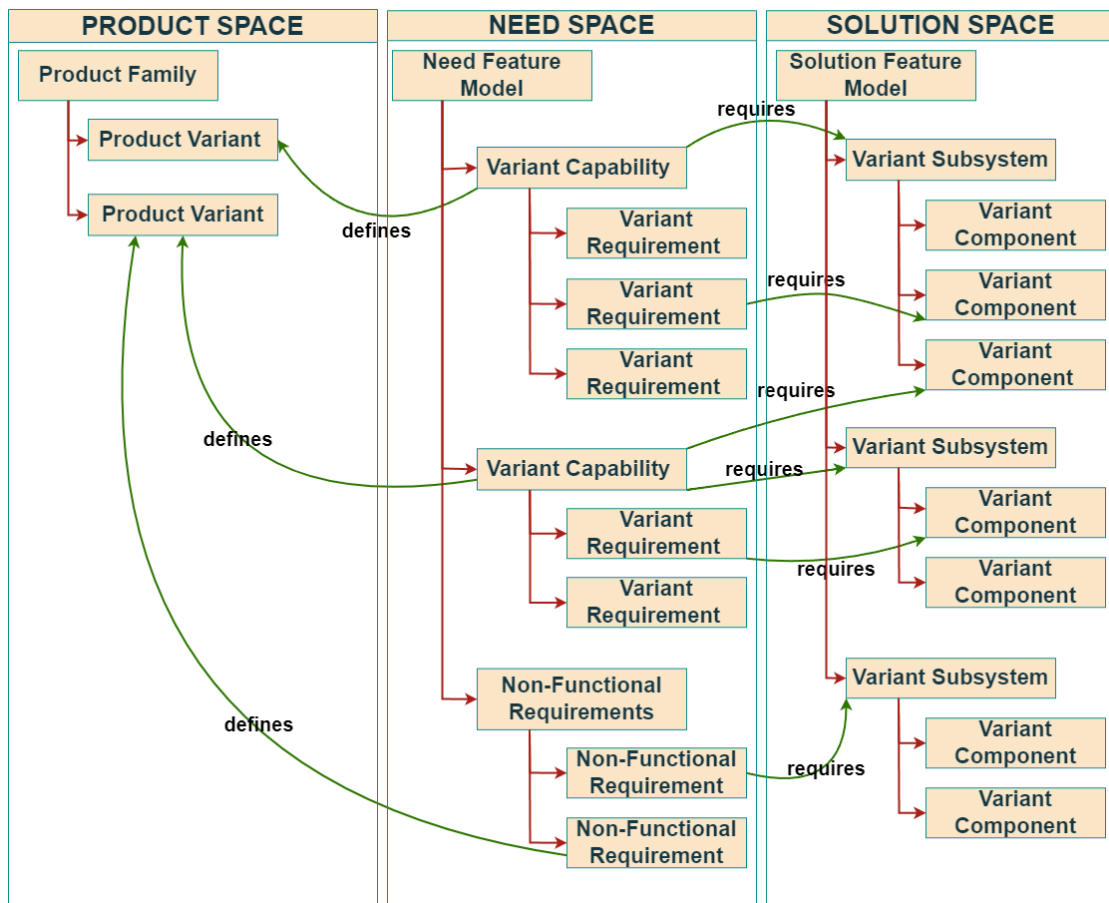 PRODUCT SPACE
Product Family
Product Variant
Product Variant
defines
defines
defines
NEED SPACE
Need Feature
Model
Variant Capability
Variant
Requirement
Variant
Requirement
Variant
Requirement
Variant Capability
Variant
Requirement
Variant
Requirement
Non-Functional
Requirements
Non-Functional
Requirement
Non-Functional
Requirement
requires
requires
requires
requires
requires
requires
SOLUTION SPACE
Solution Feature
Model
Variant Subsystem
Variant
Component
Variant
Component
Variant
Component
Variant Subsystem
Variant
Component
Variant
Component
Variant Subsystem
Variant
Component
Variant
Component